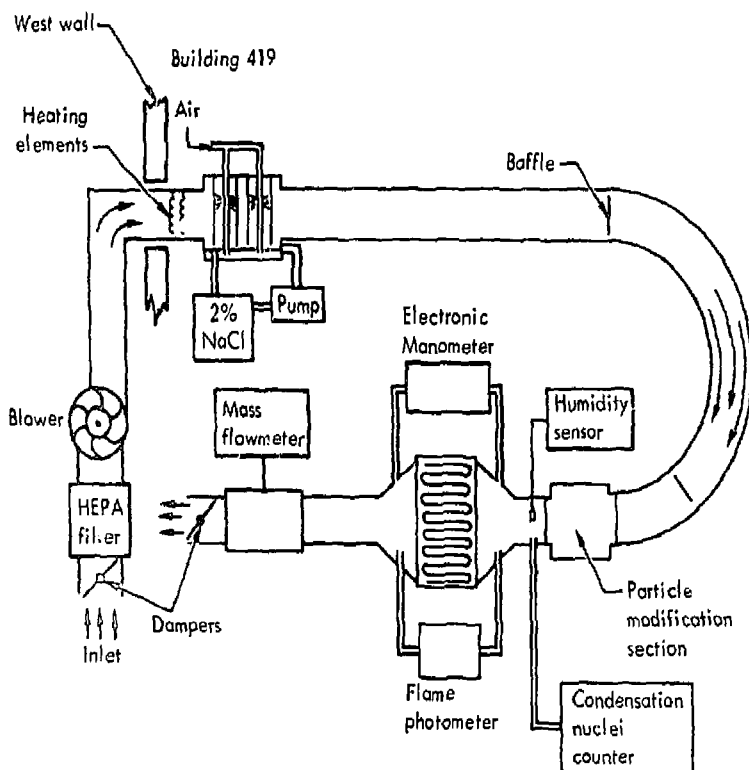 West wall
Building 419
Air
Heating
elements
Baffle
2%
NaCl
Pump
Electronic
Manometer
Blower
Mass
flowmeter
Humidity
sensor
HEPA
filter
Dampers
Inlet
Particle
modification
section
Flame
photometer
Condensation
nuclei
counter